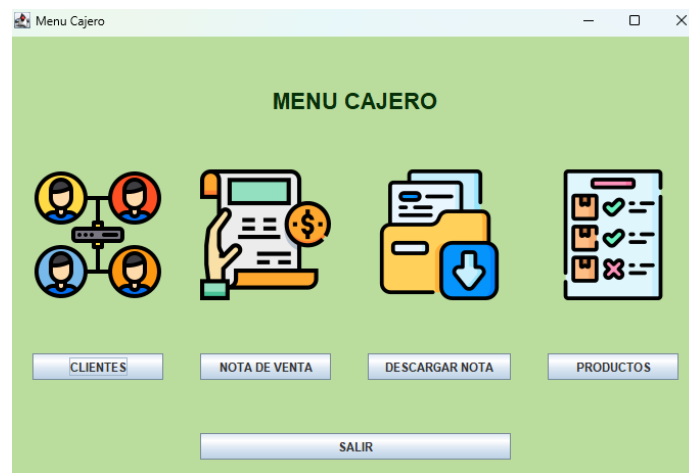 Menu Cajero
MENU CAJERO
CLIENTES
NOTA DE VENTA
DESCARGAR NOTA
PRODUCTOS
SALIR